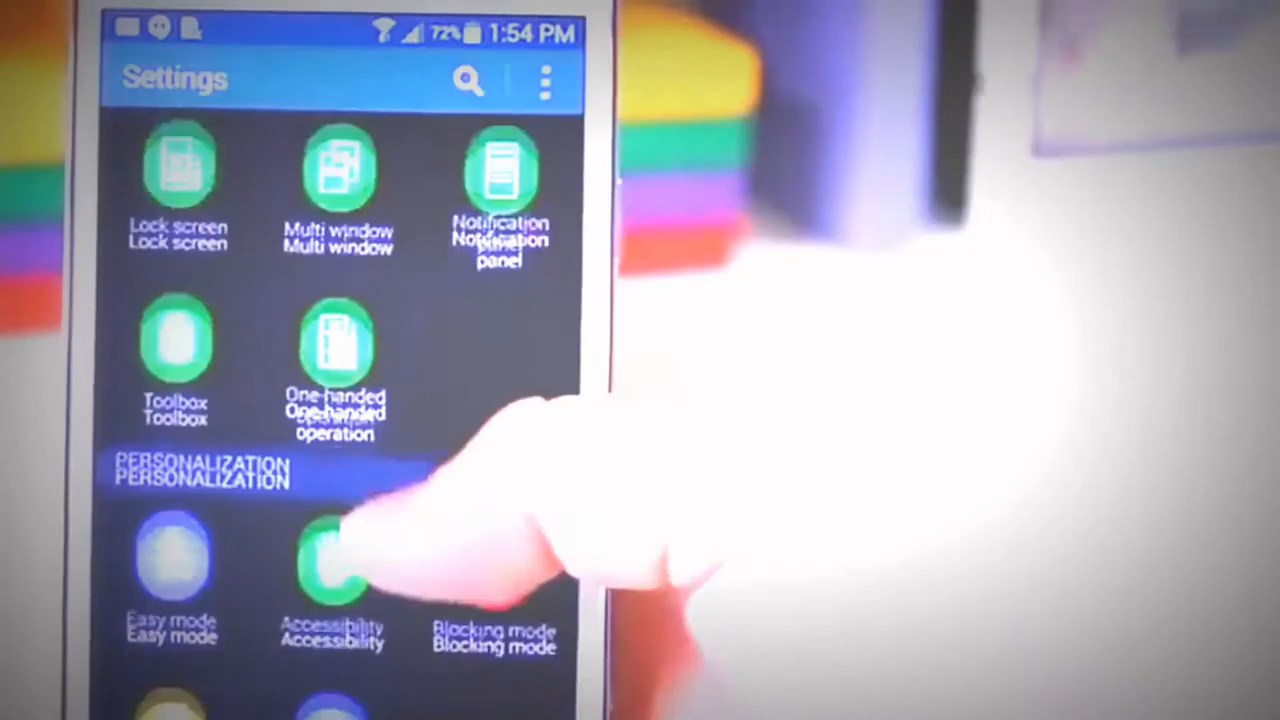 72% 1:54 PM
Settings
Lock screen
Multi window
Notification
panel
Toolbox
One-handed
operation
PERSONALIZATION
Easy mode
Accessibility
Blocking mode